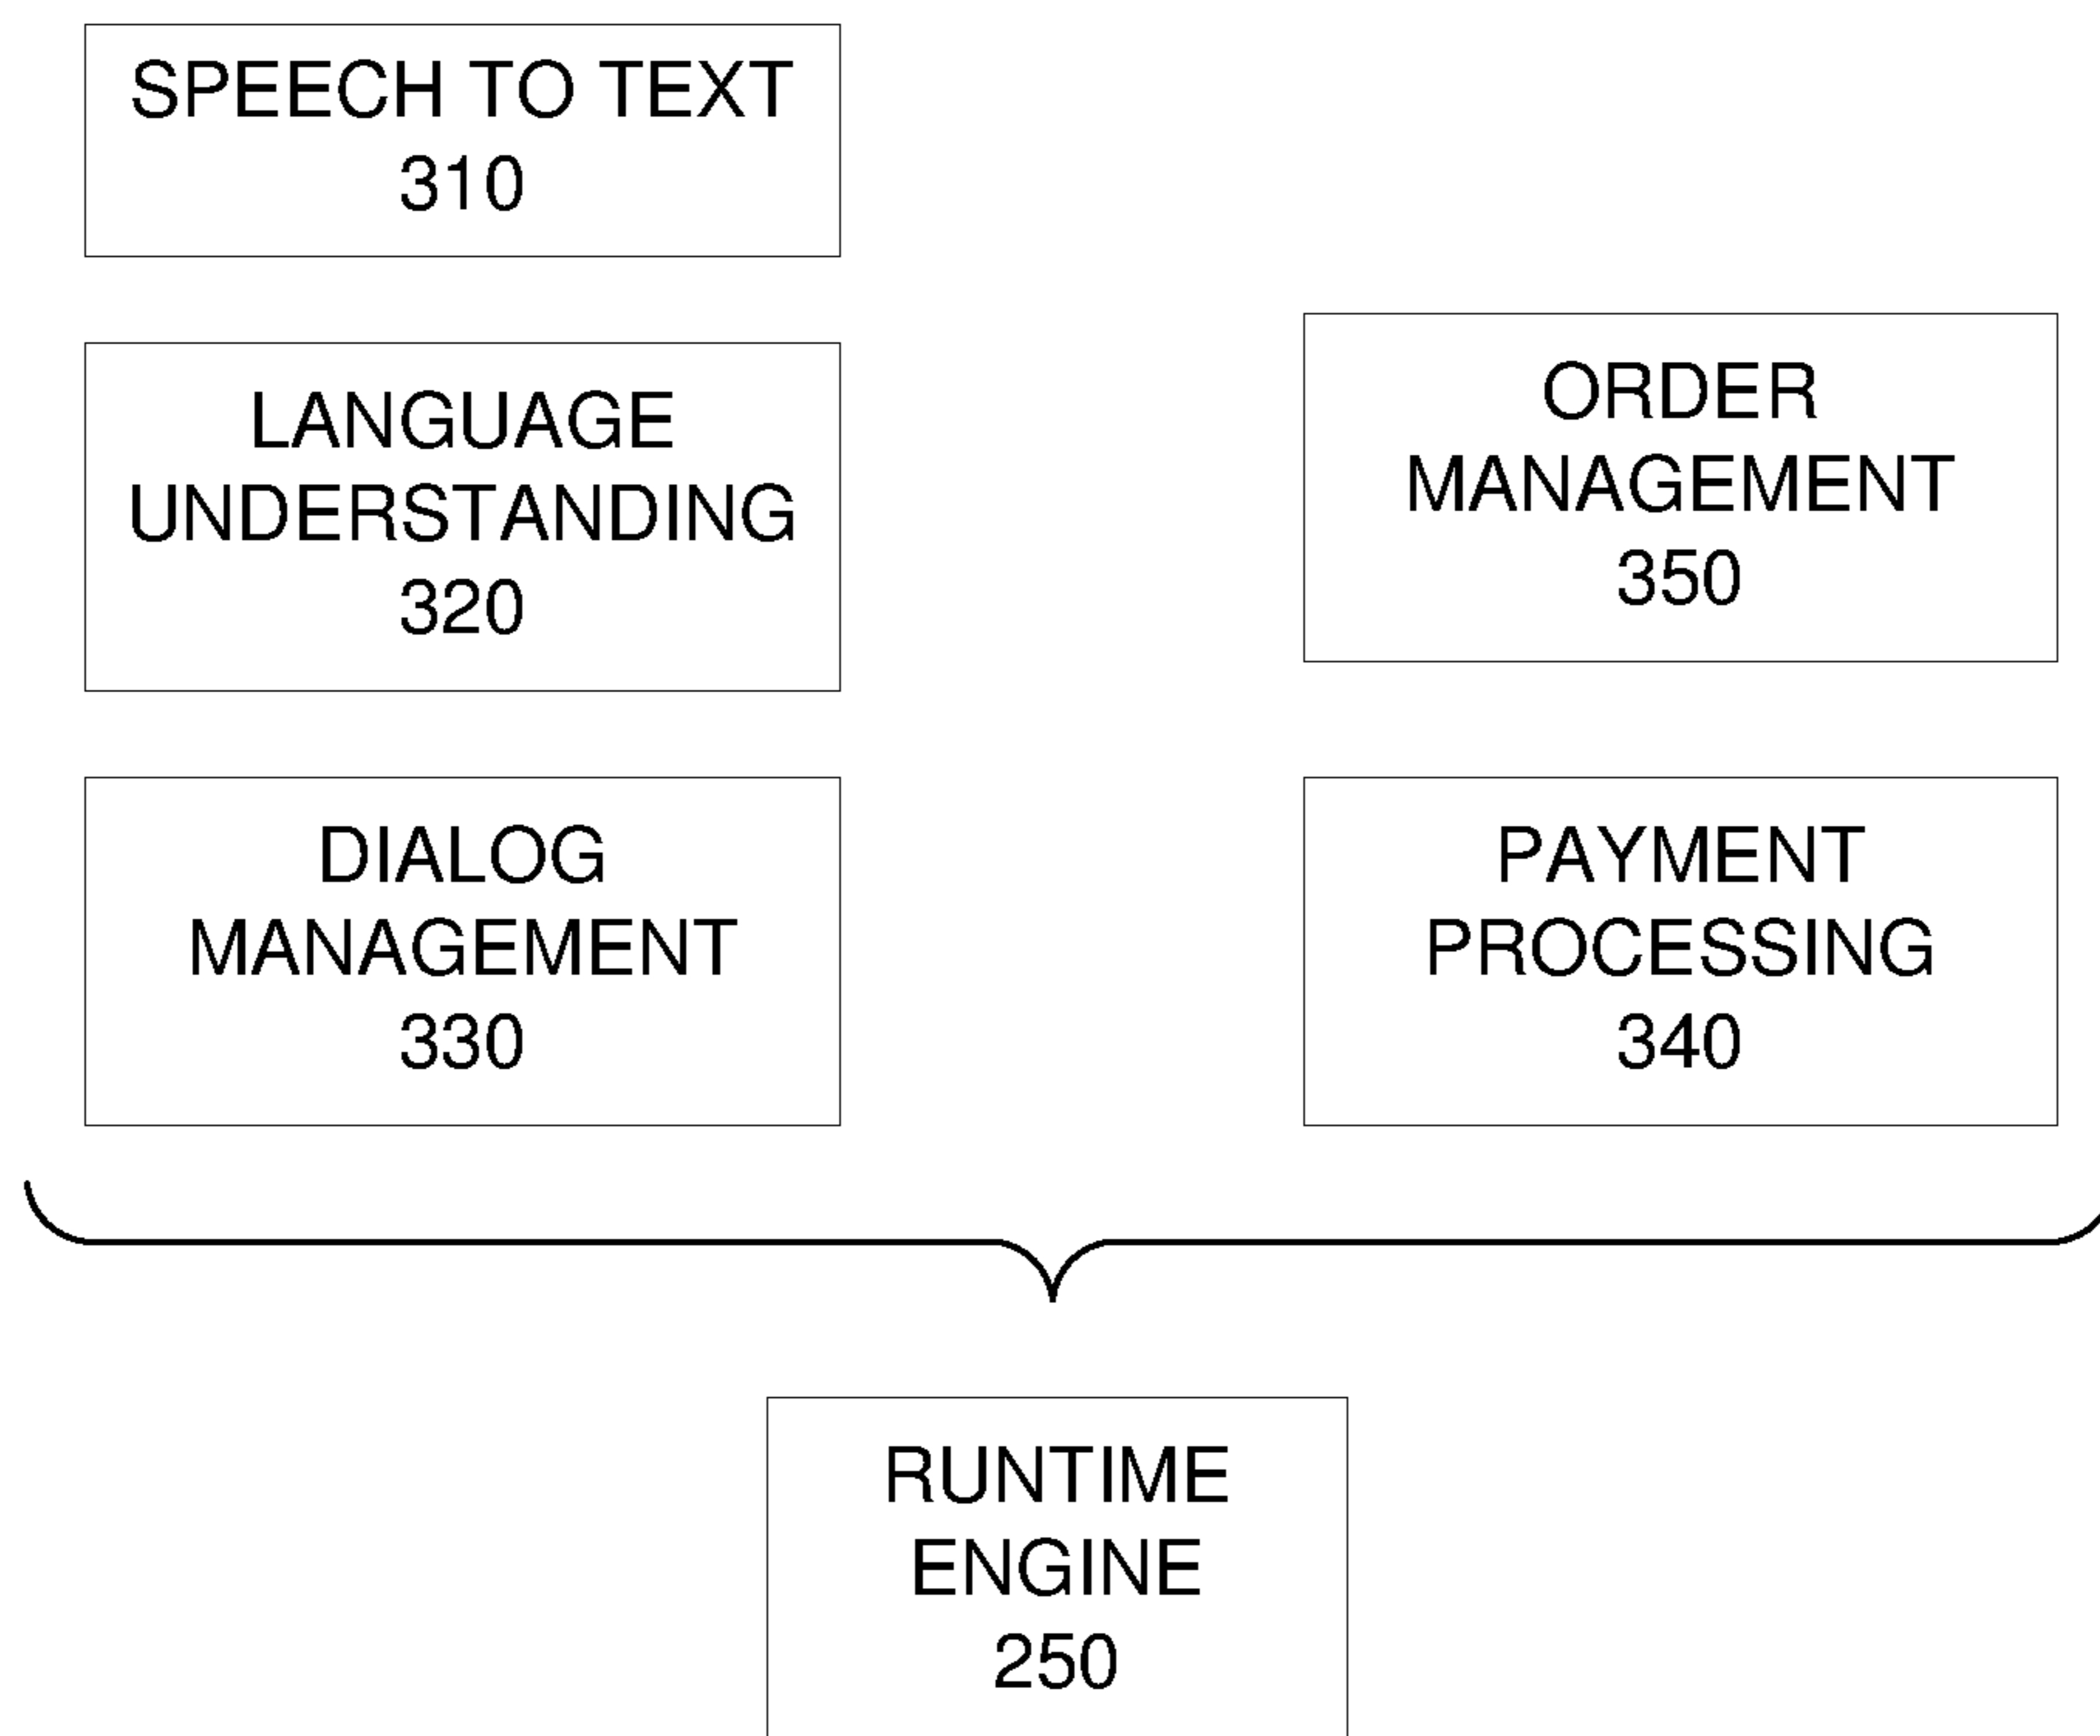 SPEECH TO TEXT
310
LANGUAGE
UNDERSTANDING
320
DIALOG
MANAGEMENT
330
ORDER
MANAGEMENT
350
PAYMENT
PROCESSING
340
RUNTIME
ENGINE
250